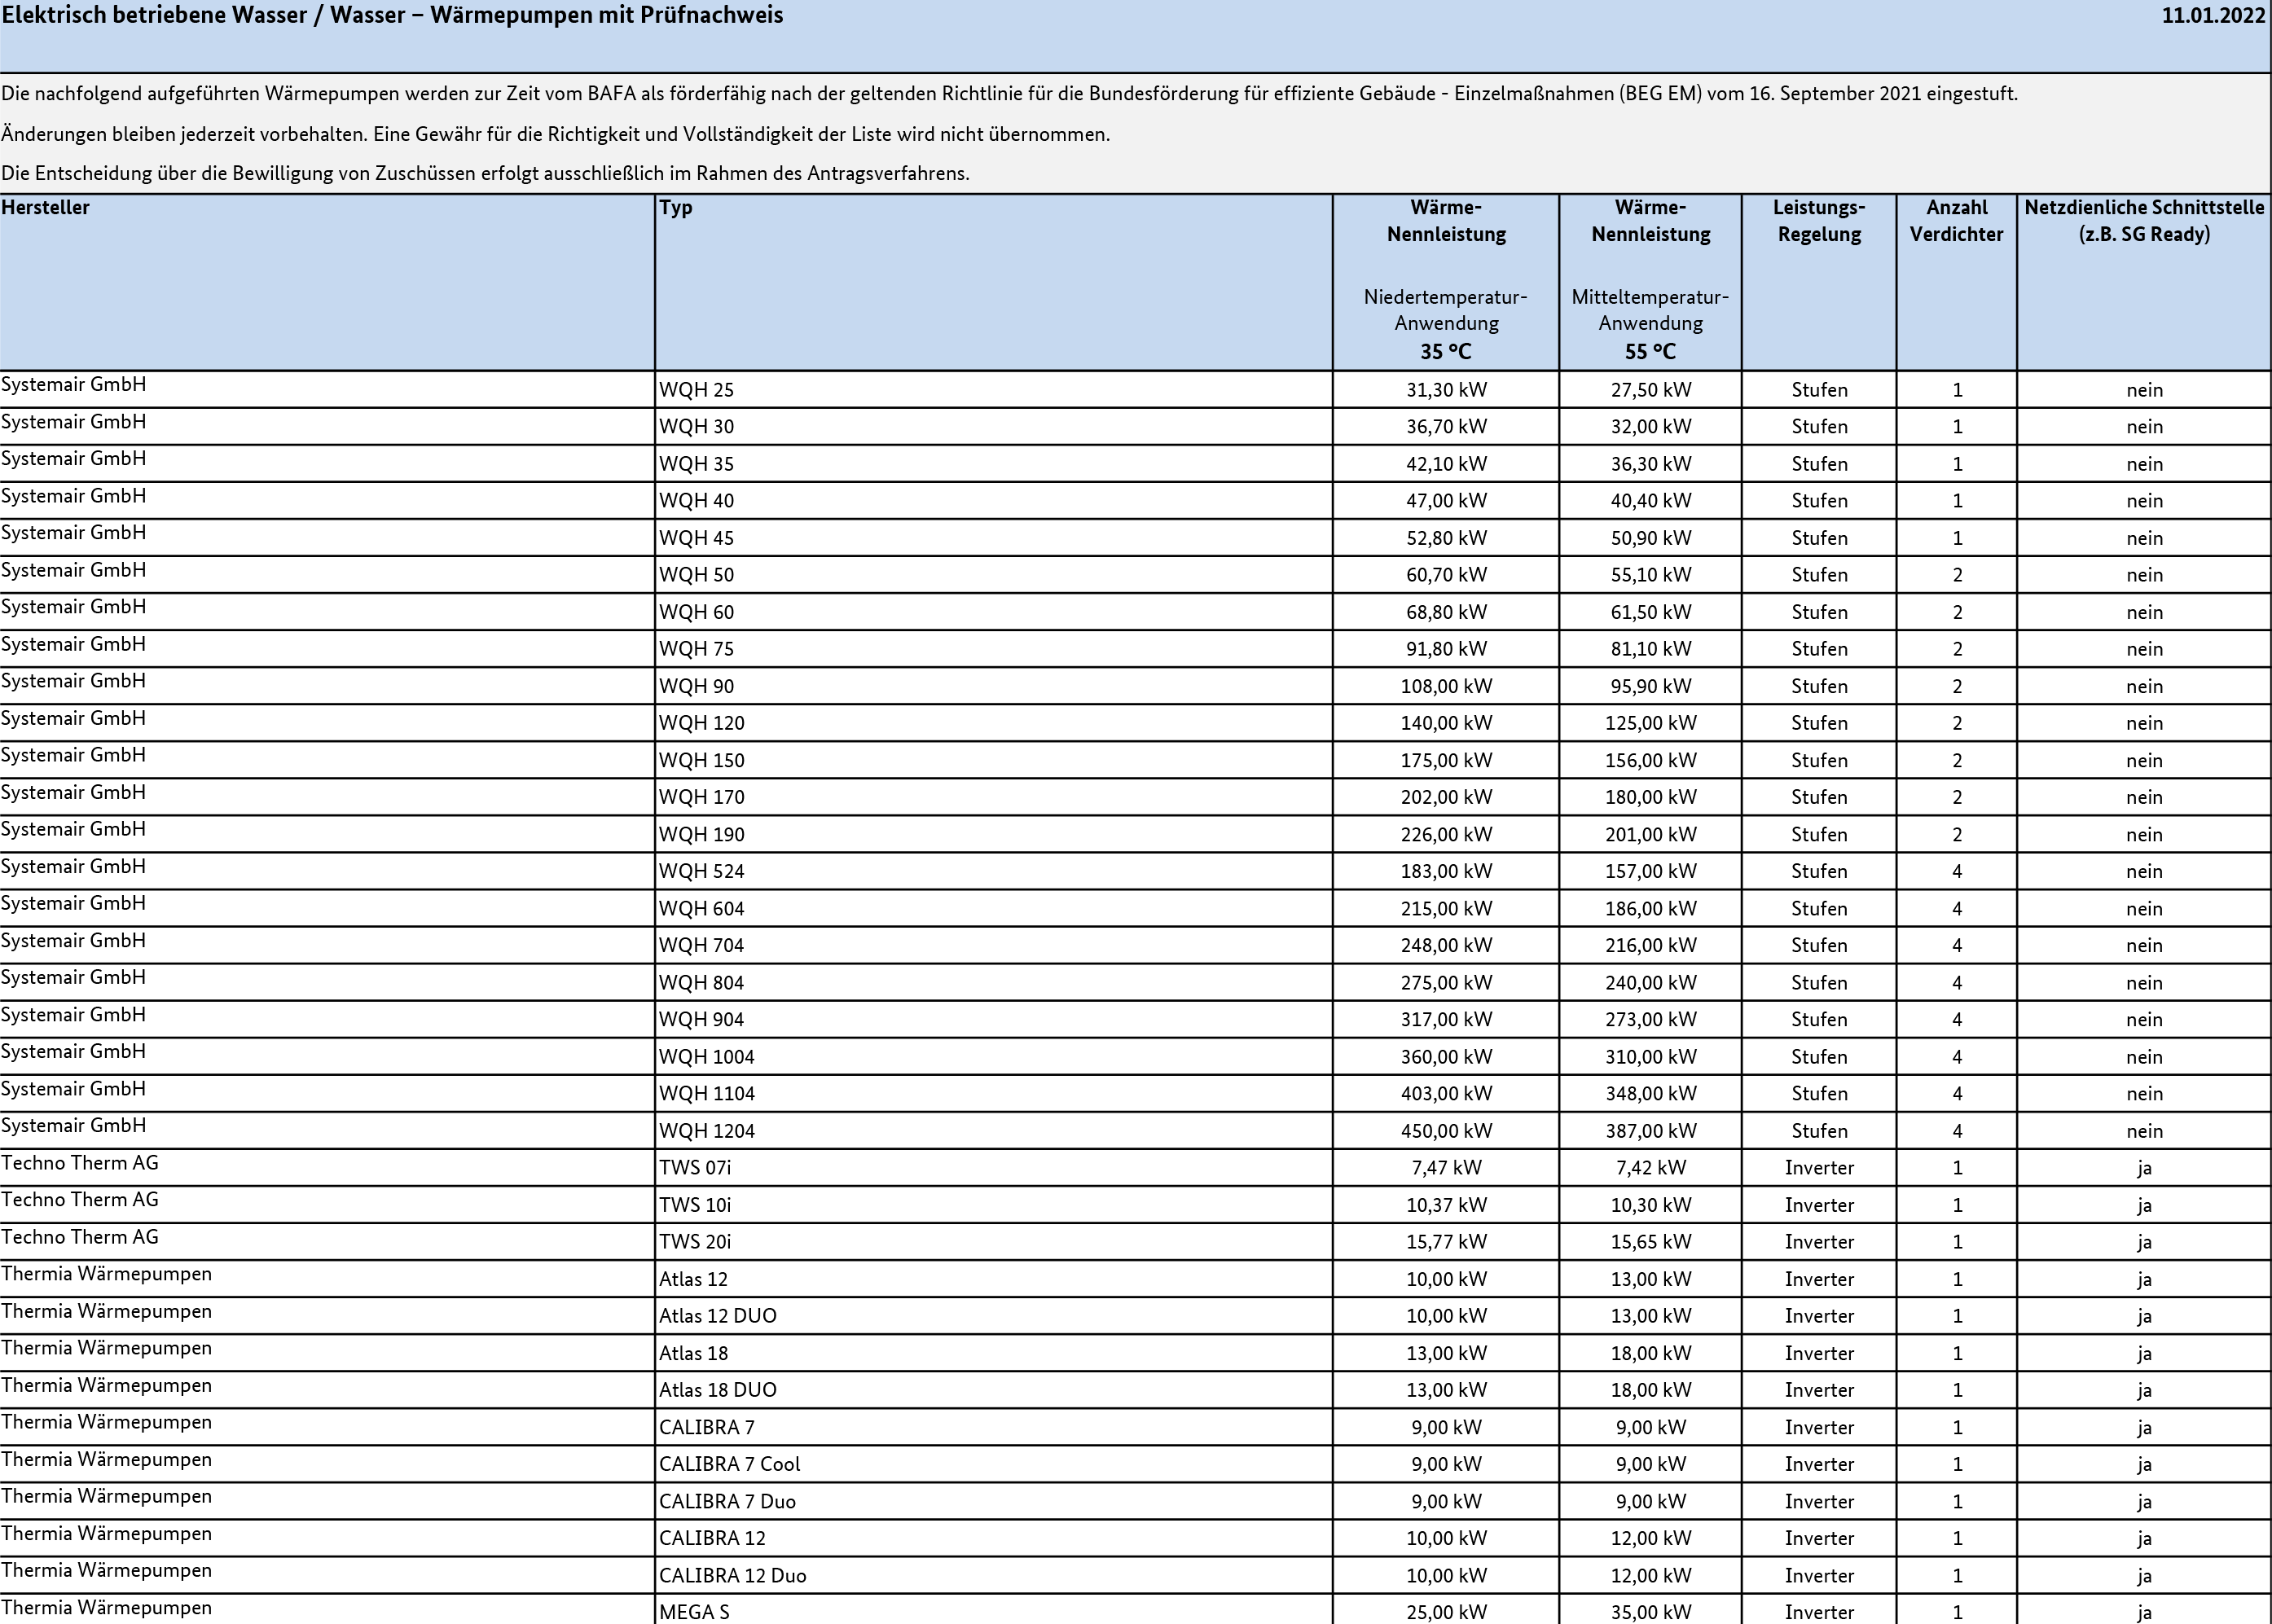 Elektrisch betriebene Wasser / Wasser – Wärmepumpen mit Prüfnachweis 11.01.2022
Die nachfolgend aufgeführten Wärmepumpen werden zur Zeit vom BAFA als förderfähig nach der geltenden Richtlinie für die Bundesförderung für effiziente Gebäude - Einzelmaßnahmen (BEG EM) vom 16. September 2021 eingestuft.
Änderungen bleiben jederzeit vorbehalten. Eine Gewähr für die Richtigkeit und Vollständigkeit der Liste wird nicht übernommen.
Die Entscheidung über die Bewilligung von Zuschüssen erfolgt ausschließlich im Rahmen des Antragsverfahrens.
Hersteller Typ Wärme- Wärme- Leistungs- Anzahl Netzdienliche Schnittstelle
Nennleistung Nennleistung Regelung Verdichter (z.B. SG Ready)
Niedertemperatur- Mitteltemperatur-
Anwendung Anwendung
35 °C 55 °C
Systemair GmbH WQH 25 31,30 kW 27,50 kW Stufen 1 nein
Systemair GmbH WQH 30 36,70 kW 32,00 kW Stufen 1 nein
Systemair GmbH WQH 35 42,10 kW 36,30 kW Stufen 1 nein
Systemair GmbH WQH 40 47,00 kW 40,40 kW Stufen 1 nein
Systemair GmbH WQH 45 52,80 kW 50,90 kW Stufen 1 nein
Systemair GmbH WQH 50 60,70 kW 55,10 kW Stufen 2 nein
Systemair GmbH WQH 60 68,80 kW 61,50 kW Stufen 2 nein
Systemair GmbH WQH 75 91,80 kW 81,10 kW Stufen 2 nein
Systemair GmbH WQH 90 108,00 kW 95,90 kW Stufen 2 nein
Systemair GmbH WQH 120 140,00 kW 125,00 kW Stufen 2 nein
Systemair GmbH WQH 150 175,00 kW 156,00 kW Stufen 2 nein
Systemair GmbH WQH 170 202,00 kW 180,00 kW Stufen 2 nein
Systemair GmbH WQH 190 226,00 kW 201,00 kW Stufen 2 nein
Systemair GmbH WQH 524 183,00 kW 157,00 kW Stufen 4 nein
Systemair GmbH WQH 604 215,00 kW 186,00 kW Stufen 4 nein
Systemair GmbH WQH 704 248,00 kW 216,00 kW Stufen 4 nein
Systemair GmbH WQH 804 275,00 kW 240,00 kW Stufen 4 nein
Systemair GmbH WQH 904 317,00 kW 273,00 kW Stufen 4 nein
Systemair GmbH WQH 1004 360,00 kW 310,00 kW Stufen 4 nein
Systemair GmbH WQH 1104 403,00 kW 348,00 kW Stufen 4 nein
Systemair GmbH WQH 1204 450,00 kW 387,00 kW Stufen 4 nein
Techno Therm AG TWS 07i 7,47 kW 7,42 kW Inverter 1 ja
Techno Therm AG TWS 10i 10,37 kW 10,30 kW Inverter 1 ja
Techno Therm AG TWS 20i 15,77 kW 15,65 kW Inverter 1 ja
Thermia Wärmepumpen Atlas 12 10,00 kW 13,00 kW Inverter 1 ja
Thermia Wärmepumpen Atlas 12 DUO 10,00 kW 13,00 kW Inverter 1 ja
Thermia Wärmepumpen Atlas 18 13,00 kW 18,00 kW Inverter 1 ja
Thermia Wärmepumpen Atlas 18 DUO 13,00 kW 18,00 kW Inverter 1 ja
Thermia Wärmepumpen CALIBRA 7 9,00 kW 9,00 kW Inverter 1 ja
Thermia Wärmepumpen CALIBRA 7 Cool 9,00 kW 9,00 kW Inverter 1 ja
Thermia Wärmepumpen CALIBRA 7 Duo 9,00 kW 9,00 kW Inverter 1 ja
Thermia Wärmepumpen CALIBRA 12 10,00 kW 12,00 kW Inverter 1 ja
Thermia Wärmepumpen CALIBRA 12 Duo 10,00 kW 12,00 kW Inverter 1 ja
Thermia Wärmepumpen MEGA S 25,00 kW 35,00 kW Inverter 1 ja